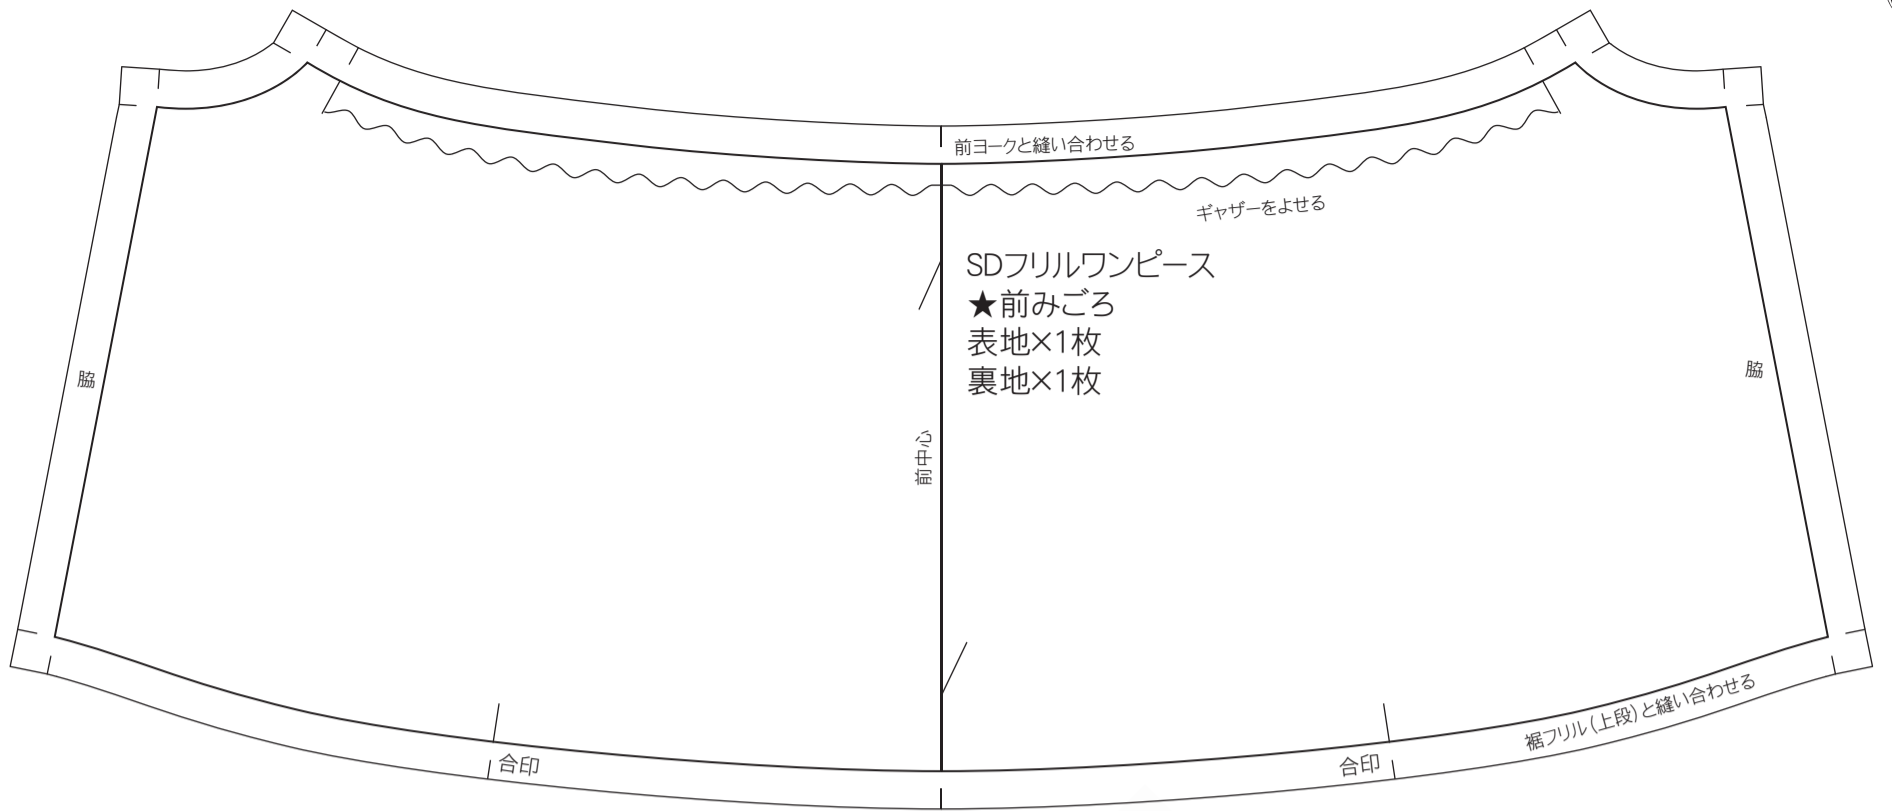 前ヨークと縫い合わせる
ギャザーをよせる
SDフリルワンピース
★前みごろ
表地×1枚
裏地×1枚
脇
脇
前中心
裾フリル(上段)と縫い合わせる
合印
合印